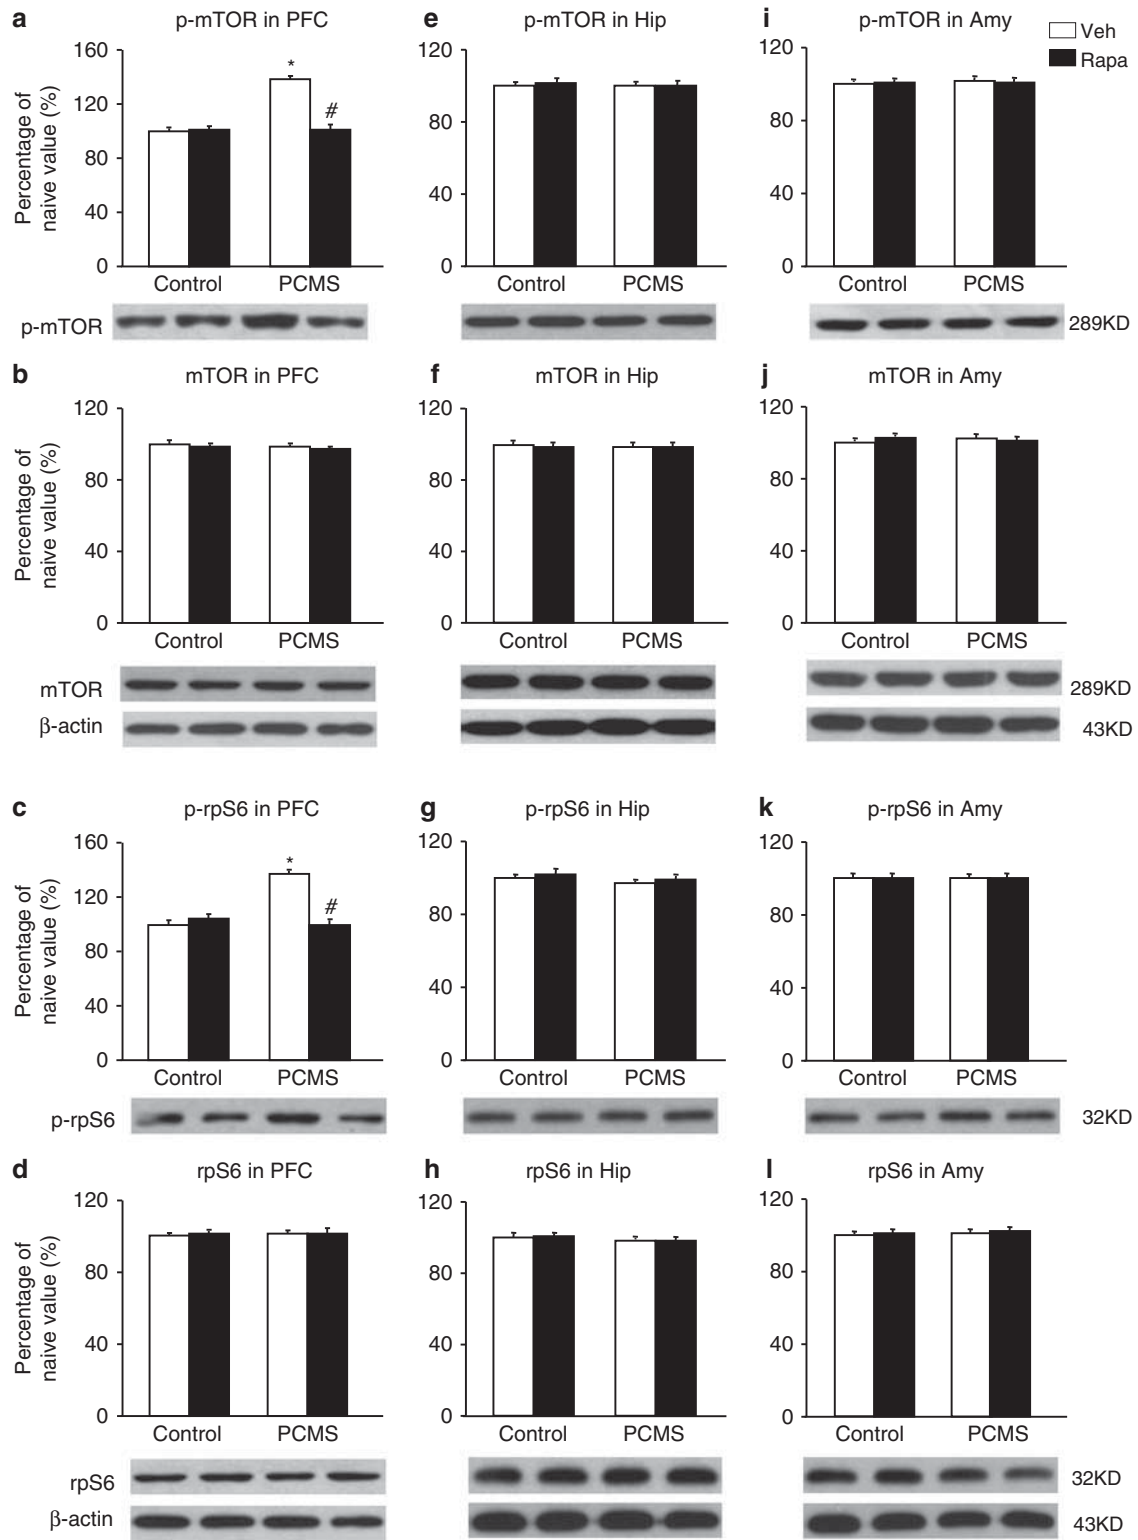 a
p-mTOR in PFC
e
p-mTOR in Hip
i
p-mTOR in Amy
Veh
Rapa
Percentage of
naive value (%)
160
120
80
40
0
*
#
Control PCMS
120
80
40
0
Control PCMS
120
80
40
0
Control PCMS
p-mTOR
289KD
b
mTOR in PFC
f
mTOR in Hip
j
mTOR in Amy
Percentage of
naive value (%)
120
80
40
0
Control PCMS
120
80
40
0
Control PCMS
120
80
40
0
Control PCMS
mTOR
289KD
β-actin
43KD
c
p-rpS6 in PFC
g
p-rpS6 in Hip
k
p-rpS6 in Amy
Percentage of
naive value (%)
160
120
80
40
0
*
#
Control PCMS
120
80
40
0
Control PCMS
120
80
40
0
Control PCMS
p-rpS6
32KD
d
rpS6 in PFC
h
rpS6 in Hip
l
rpS6 in Amy
Percentage of
naive value (%)
120
80
40
0
Control PCMS
120
80
40
0
Control PCMS
120
80
40
0
Control PCMS
rpS6
32KD
β-actin
43KD